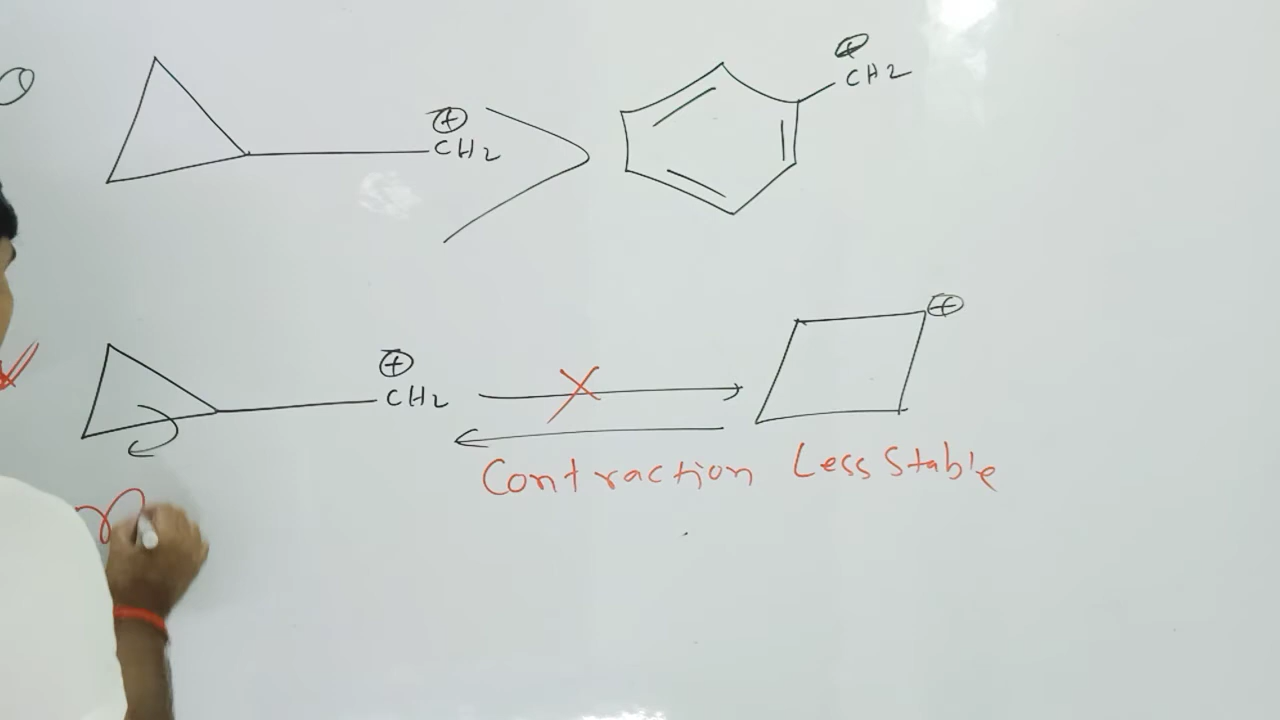 ⊕
CH2
⊕
CH2 >
⊕
⊕
CH2
Contraction Less Stable